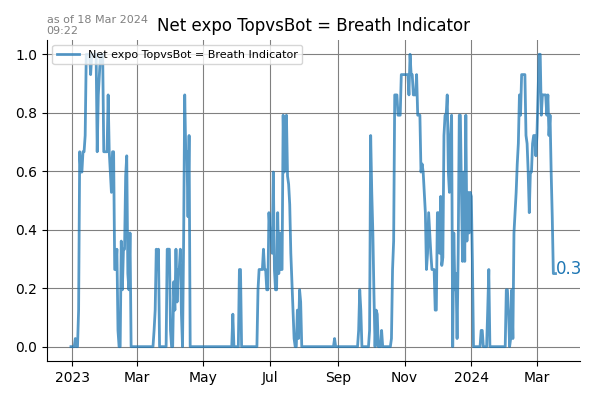 as of 18 Mar 2024
09:22
Net expo TopvsBot = Breath Indicator
Net expo TopvsBot = Breath Indicator
1.0
0.8
0.6
0.4
0.2
0.0
0.3
2023 Mar May Jul Sep Nov 2024 Mar